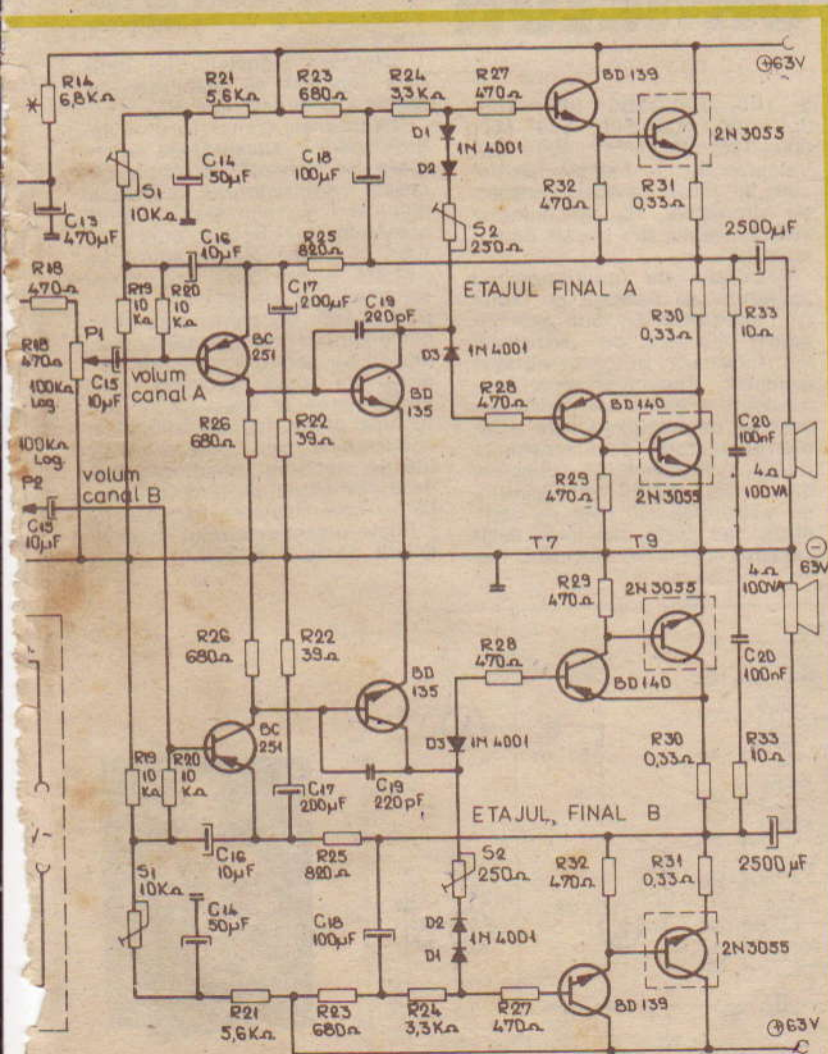 ⊕63V
R14
6,8KΩ
*
R21
5,6KΩ
R23
680Ω
R24
3,3KΩ
R27
470Ω
BD 139
2N 3055
D1
1N 4001
D2
C14
50µF
C18
100µF
S1
10KΩ
S2
250Ω
R32
470Ω
R31
0,33Ω
2500µF
C13
470µF
C16
10µF
R25
820Ω
R18
470Ω
R19
10
KΩ
R20
10
KΩ
C17
200µF
C19
220pF
ETAJUL FINAL A
R30
0,33Ω
R33
10Ω
P1
R18
470Ω
100KΩ
Log.
C15
10µF
volum
canal A
BC
251
D3
1N 4001
BD
135
R28
470Ω
BD 140
R26
680Ω
R22
39Ω
C20
100nF
4Ω
100VA
100KΩ
Log.
P2
volum
canal B
C15
10µF
R29
470Ω
2N 3055
T7
T9
⊖
63V
R29
470Ω
2N 3055
4Ω
100VA
R26
680Ω
R22
39Ω
R28
470Ω
BD
135
BD 140
C20
100nF
BC
251
D3
1N 4001
R19
10
KΩ
R20
10
KΩ
C17
200µF
C19
220pF
R30
0,33Ω
R33
10Ω
ETAJUL, FINAL B
C16
10µF
R25
820Ω
S2
250Ω
R32
470Ω
R31
0,33Ω
2500µF
S1
10KΩ
C14
50µF
C18
100µF
D2
1N 4001
D1
2N3055
BD 139
R21
5,6KΩ
R23
680Ω
R24
3,3KΩ
R27
470Ω
⊕63V